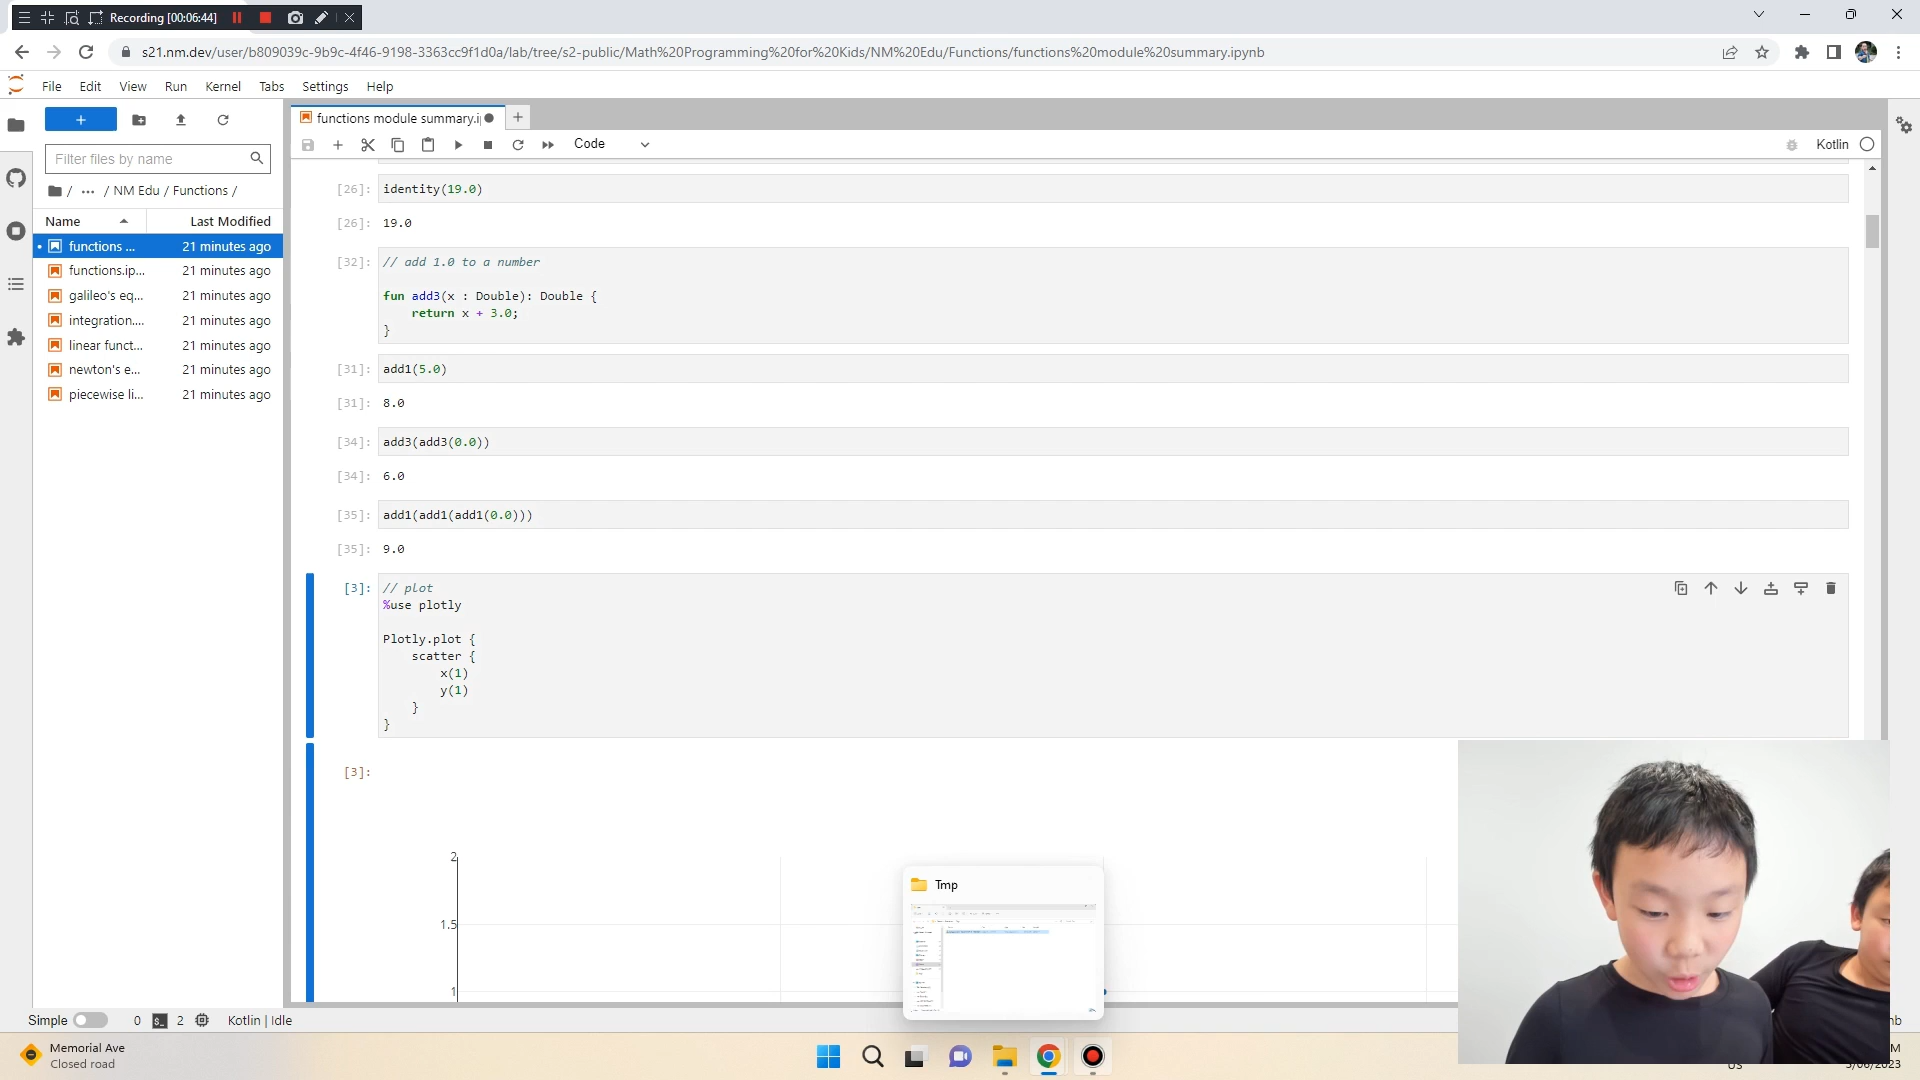 Recording [00:06:44]
s21.nm.dev/user/b809039c-9b9c-4f46-9198-3363cc9f1d0a/lab/tree/s2-public/Math%20Programming%20for%20Kids/NM%20Edu/Functions/functions%20module%20summary.ipynb
File Edit View Run Kernel Tabs Settings Help
functions module summary.i
Code
Kotlin
Filter files by name
/ ... / NM Edu / Functions /
Name Last Modified
functions ... 21 minutes ago
functions.ip... 21 minutes ago
galileo's eq... 21 minutes ago
integration.... 21 minutes ago
linear funct... 21 minutes ago
newton's e... 21 minutes ago
piecewise li... 21 minutes ago
[26]: identity(19.0)
[26]: 19.0
[32]: // add 1.0 to a number
fun add3(x : Double): Double {
return x + 3.0;
}
[31]: add1(5.0)
[31]: 8.0
[34]: add3(add3(0.0))
[34]: 6.0
[35]: add1(add1(add1(0.0)))
[35]: 9.0
[3]: // plot
%use plotly
Plotly.plot {
scatter {
x(1)
y(1)
}
}
[3]:
2
1.5
1
Tmp
Simple 0 2 Kotlin | Idle
Memorial Ave
Closed road